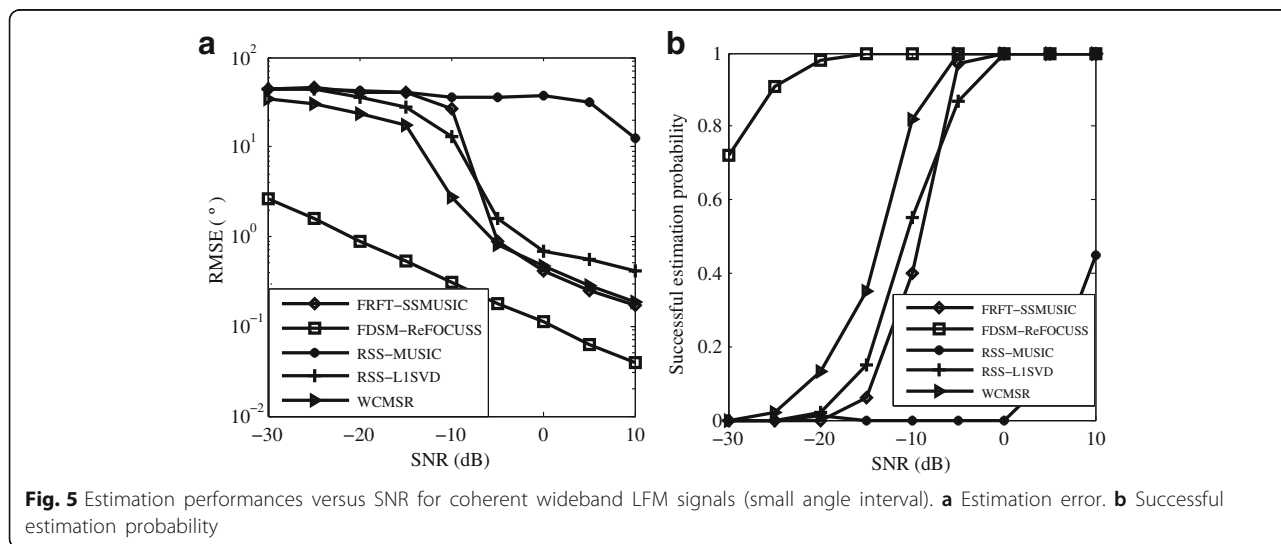 a
10^2
10^1
10^0
10^-1
10^-2
RMSE ( ° )
FRFT−SSMUSIC
FDSM−ReFOCUSS
RSS−MUSIC
RSS−L1SVD
WCMSR
−30
−20
−10
0
10
SNR (dB)
b
1
0.8
0.6
0.4
0.2
0
Successful estimation probability
FRFT−SSMUSIC
FDSM−ReFOCUSS
RSS−MUSIC
RSS−L1SVD
WCMSR
−30
−20
−10
0
10
SNR (dB)
Fig. 5 Estimation performances versus SNR for coherent wideband LFM signals (small angle interval). a Estimation error. b Successful
estimation probability